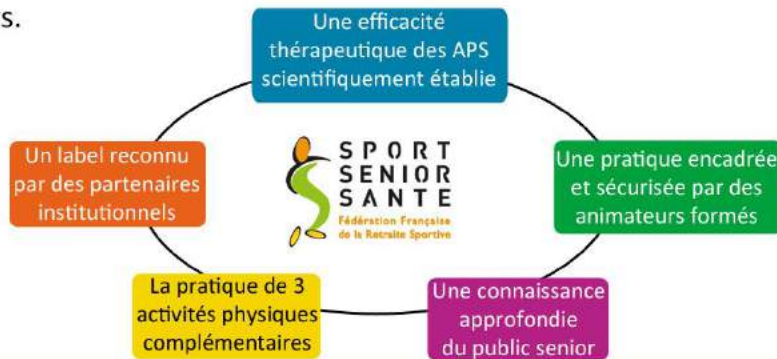 s.
Une efficacité
thérapeutique des APS
scientifiquement établie
Un label reconnu
par des partenaires
institutionnels
SPORT
SENIOR
SANTE
Fédération Française
de la Retraite Sportive
Une pratique encadrée
et sécurisée par des
animateurs formés
La pratique de 3
activités physiques
complémentaires
Une connaissance
approfondie
du public senior